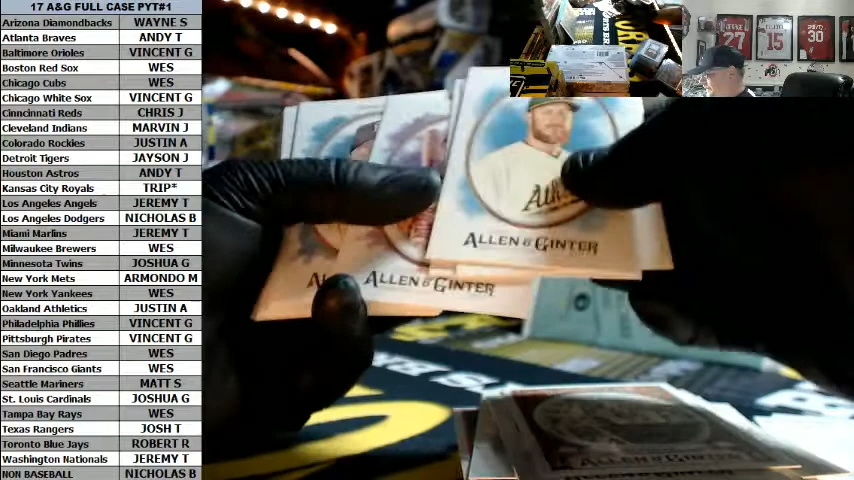 17 A&G FULL CASE PYT#1
Arizona Diamondbacks WAYNE S
Atlanta Braves ANDY T
Baltimore Orioles VINCENT G
Boston Red Sox WES
Chicago Cubs WES
Chicago White Sox VINCENT G
Cinncinnati Reds CHRIS J
Cleveland Indians MARVIN J
Colorado Rockies JUSTIN A
Detroit Tigers JAYSON J
Houston Astros ANDY T
Kansas City Royals TRIP*
Los Angeles Angels JEREMY T
Los Angeles Dodgers NICHOLAS B
Miami Marlins JEREMY T
Milwaukee Brewers WES
Minnesota Twins JOSHUA G
New York Mets ARMONDO M
New York Yankees WES
Oakland Athletics JUSTIN A
Philadelphia Phillies VINCENT G
Pittsburgh Pirates VINCENT G
San Diego Padres WES
San Francisco Giants WES
Seattle Mariners MATT S
St. Louis Cardinals JOSHUA G
Tampa Bay Rays WES
Texas Rangers JOSH T
Toronto Blue Jays ROBERT R
Washington Nationals JEREMY T
NON BASEBALL NICHOLAS B
27
15
30
ALLEN & GINTER
ALLEN & GINTER
ALLEN & GINTER